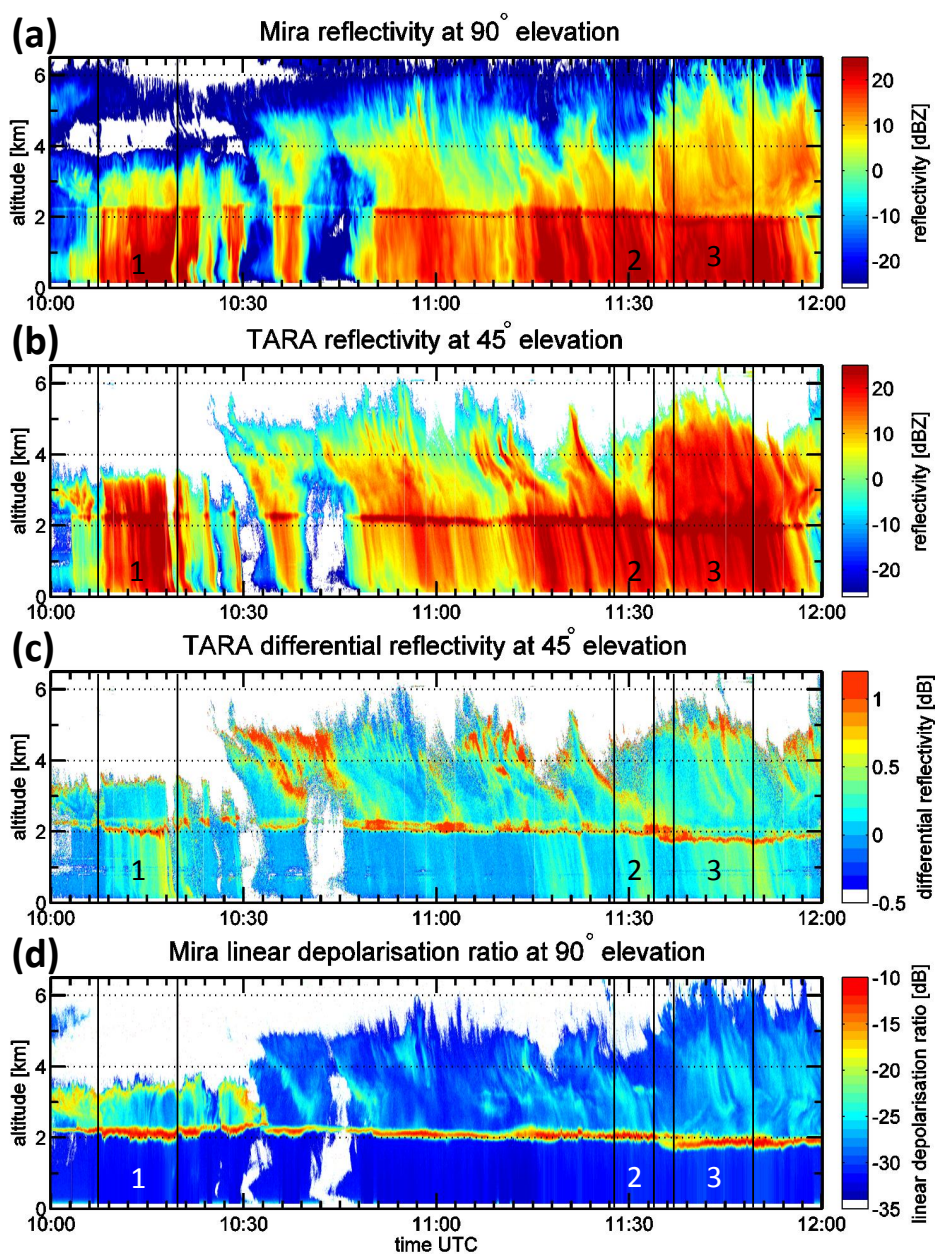 (a)
Mira reflectivity at 90° elevation
altitude [km]
6
4
2
0
1
2
3
10:00 10:30 11:00 11:30 12:00
20
10
0
-10
-20
reflectivity [dBZ]
(b)
TARA reflectivity at 45° elevation
altitude [km]
6
4
2
0
1
2
3
10:00 10:30 11:00 11:30 12:00
20
10
0
-10
-20
reflectivity [dBZ]
(c)
TARA differential reflectivity at 45° elevation
altitude [km]
6
4
2
0
1
2
3
10:00 10:30 11:00 11:30 12:00
1
0.5
0
-0.5
differential reflectivity [dB]
(d)
Mira linear depolarisation ratio at 90° elevation
altitude [km]
6
4
2
0
1
2
3
10:00 10:30 11:00 11:30 12:00
time UTC
-10
-15
-20
-25
-30
-35
linear depolarisation ratio [dB]